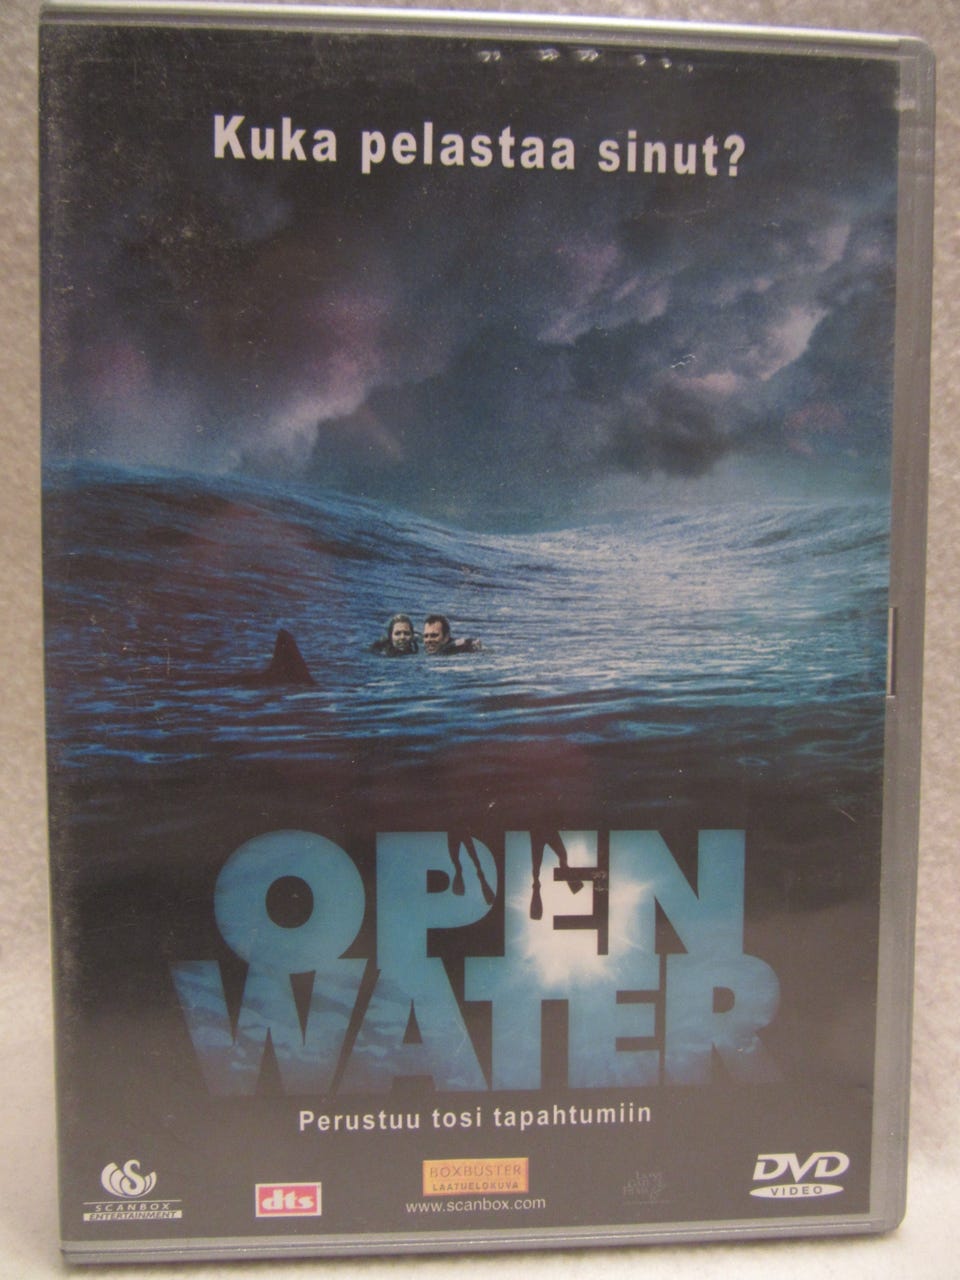 Kuka pelastaa sinut?
OPEN
WATER
Perustuu tosi tapahtumiin
SCANBOX
ENTERTAINMENT
dts
BOXBUSTER
LAATUELOKUVA
www.scanbox.com
DVD
VIDEO